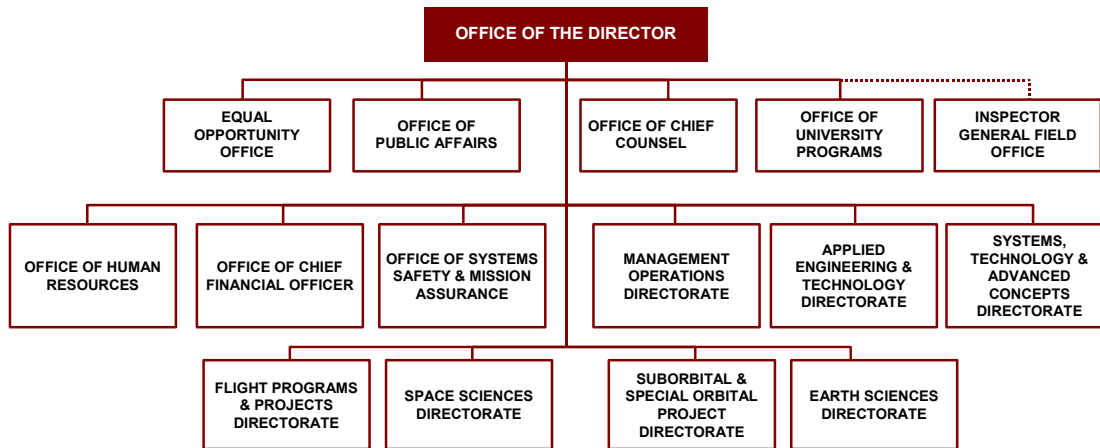 OFFICE OF THE DIRECTOR
EQUAL
OPPORTUNITY
OFFICE
OFFICE OF
PUBLIC AFFAIRS
OFFICE OF CHIEF
COUNSEL
OFFICE OF
UNIVERSITY
PROGRAMS
INSPECTOR
GENERAL FIELD
OFFICE
OFFICE OF HUMAN
RESOURCES
OFFICE OF CHIEF
FINANCIAL OFFICER
OFFICE OF SYSTEMS
SAFETY & MISSION
ASSURANCE
MANAGEMENT
OPERATIONS
DIRECTORATE
APPLIED
ENGINEERING &
TECHNOLOGY
DIRECTORATE
SYSTEMS,
TECHNOLOGY &
ADVANCED
CONCEPTS
DIRECTORATE
FLIGHT PROGRAMS
& PROJECTS
DIRECTORATE
SPACE SCIENCES
DIRECTORATE
SUBORBITAL &
SPECIAL ORBITAL
PROJECT
DIRECTORATE
EARTH SCIENCES
DIRECTORATE